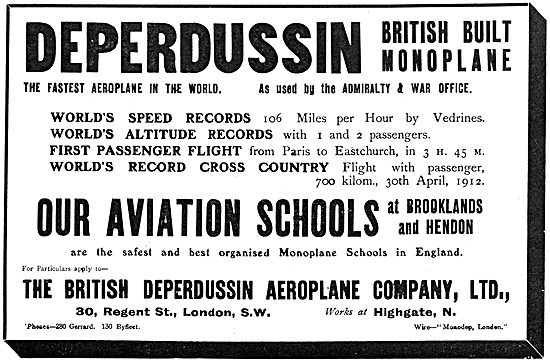 DEPERDUSSIN BRITISH BUILT MONOPLANE
THE FASTEST AEROPLANE IN THE WORLD. As used by the ADMIRALTY & WAR OFFICE.
WORLD'S SPEED RECORDS 106 Miles per Hour by Vedrines.
WORLD'S ALTITUDE RECORDS with 1 and 2 passengers.
FIRST PASSENGER FLIGHT from Paris to Eastchurch, in 3 H. 45 M.
WORLD'S RECORD CROSS COUNTRY Flight with passenger,
700 kilom., 30th April, 1912.
OUR AVIATION SCHOOLS at BROOKLANDS and HENDON
are the safest and best organised Monoplane Schools in England.
For Particulars apply to—
THE BRITISH DEPERDUSSIN AEROPLANE COMPANY, LTD.,
30, Regent St., London, S.W. Works at Highgate, N.
'Phones—280 Gerrard. 130 Byfleet. Wire—"Monodep, London."